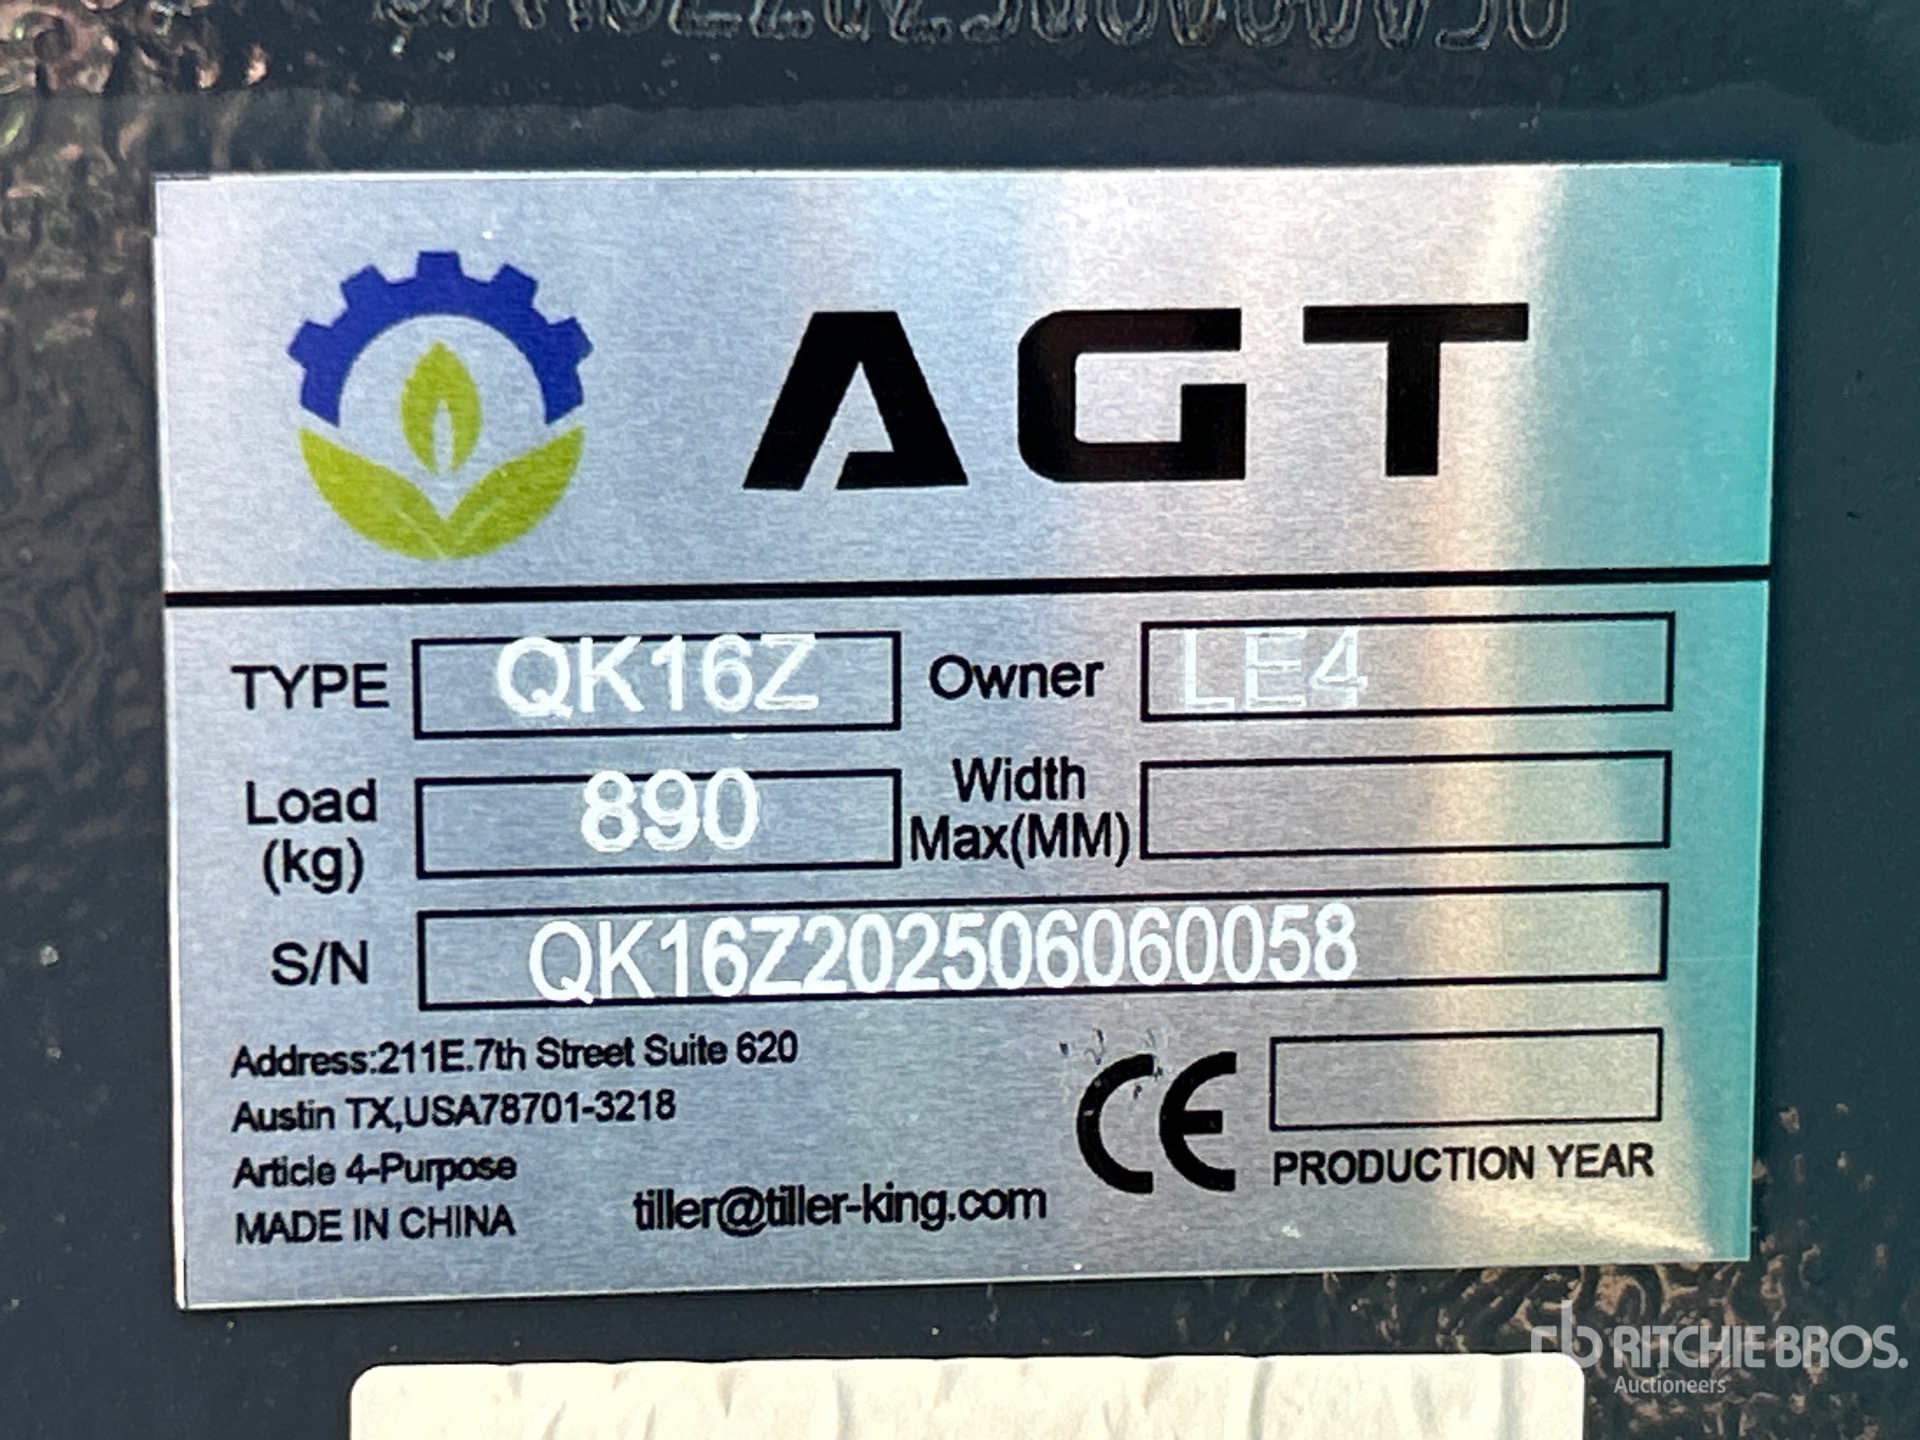 AGT
TYPE QK16Z Owner LE4
Load (kg) 890 Width Max(MM)
S/N QK16Z202506060058
Address:211E.7th Street Suite 620
Austin TX,USA78701-3218
Article 4-Purpose
MADE IN CHINA
tiller@tiller-king.com
CE
PRODUCTION YEAR
rb RITCHIE BROS.
Auctioneers